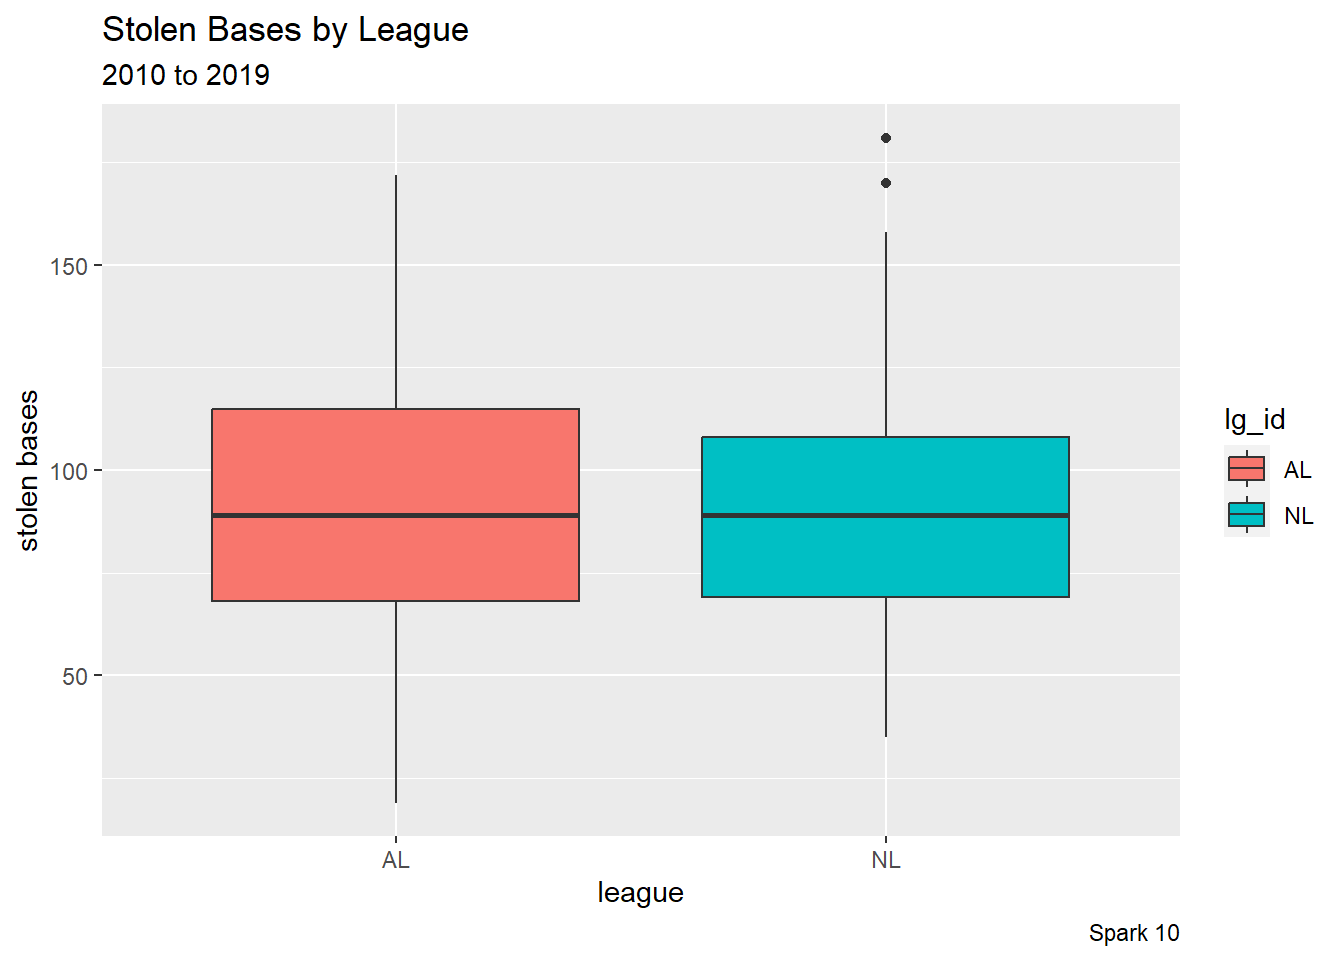 Stolen Bases by League
2010 to 2019
stolen bases
150
100
50
AL
NL
league
lg_id
AL
NL
Spark 10